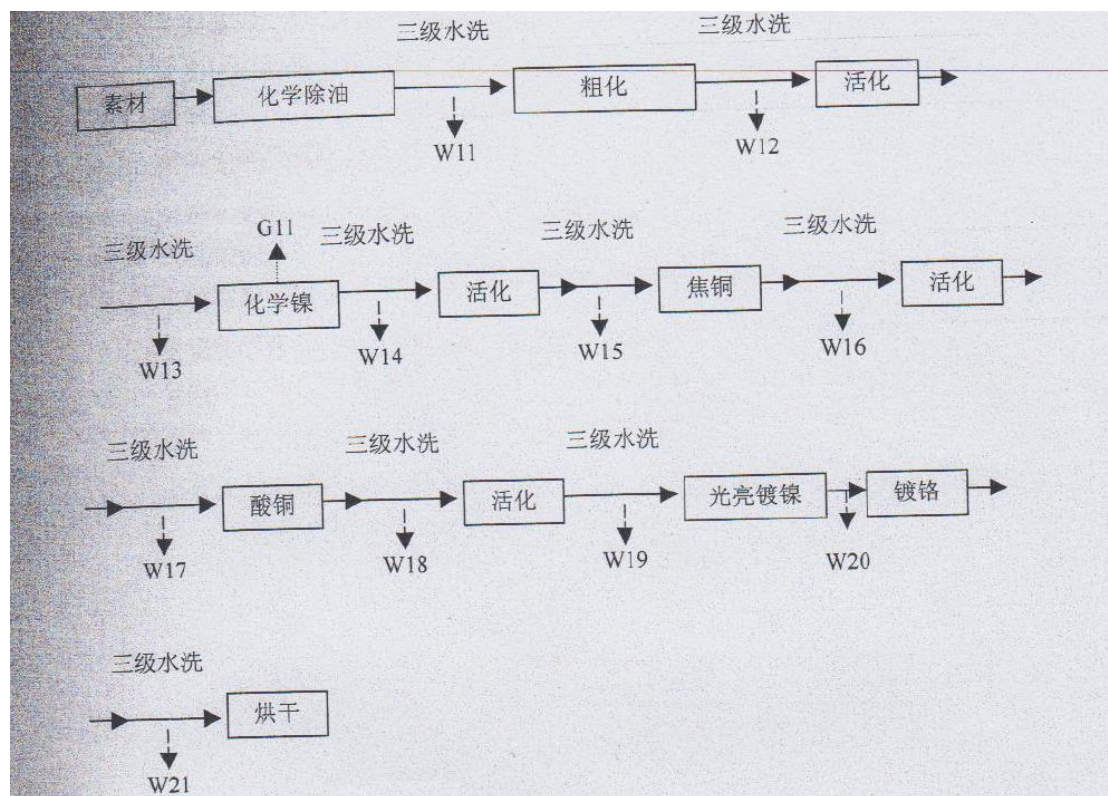 三级水洗 三级水洗
素材 化学除油 粗化 活化
W11 W12
G11
三级水洗 三级水洗 三级水洗 三级水洗
化学镍 活化 焦铜 活化
W13 W14 W15 W16
三级水洗 三级水洗 三级水洗
酸铜 活化 光亮镀镍 镀铬
W17 W18 W19 W20
三级水洗
烘干
W21